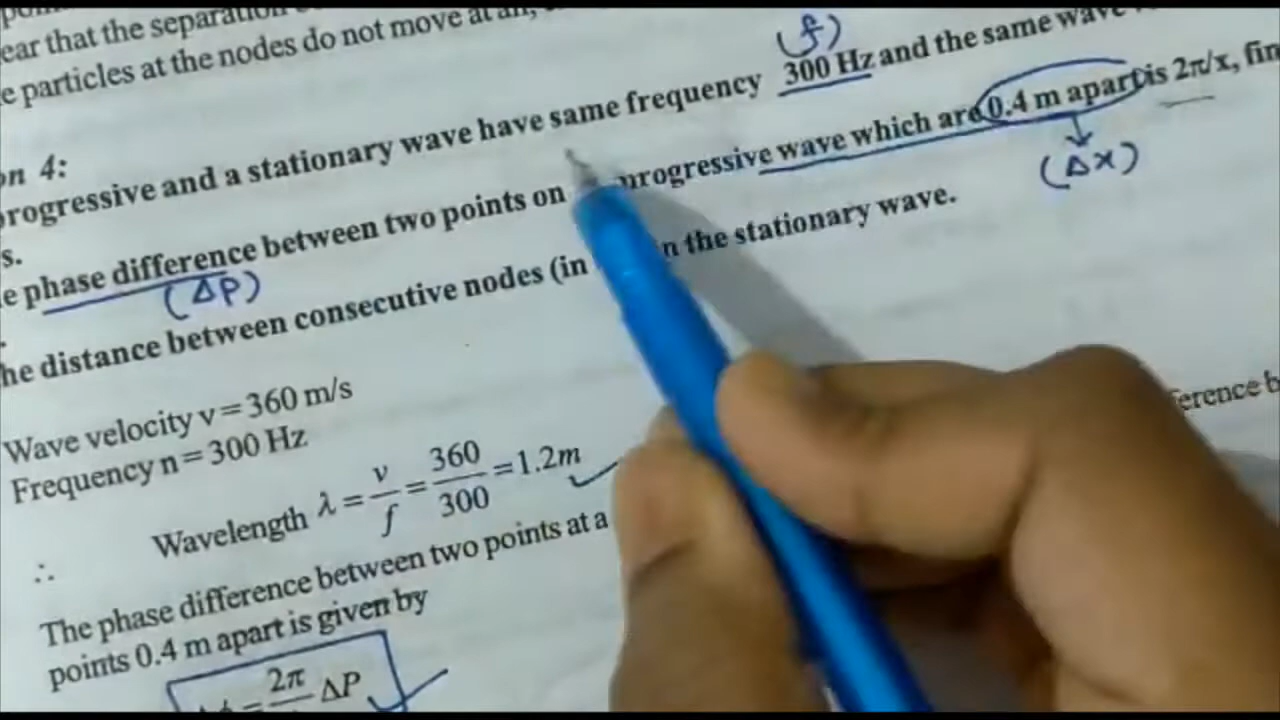 ear that the separation
e particles at the nodes do not move at all,
(f)
on 4:
rogressive and a stationary wave have same frequency 300 Hz and the same wave
s.
e phase difference between two points on progressive wave which are 0.4 m apart is 2π/x, fin
(Δx)
(ΔP)
he distance between consecutive nodes (in n the stationary wave.
Wave velocity v = 360 m/s
Frequency n = 300 Hz
∴ Wavelength λ = v/f = 360/300 = 1.2m
erence b
The phase difference between two points at a
points 0.4 m apart is given by
= 2π ΔP